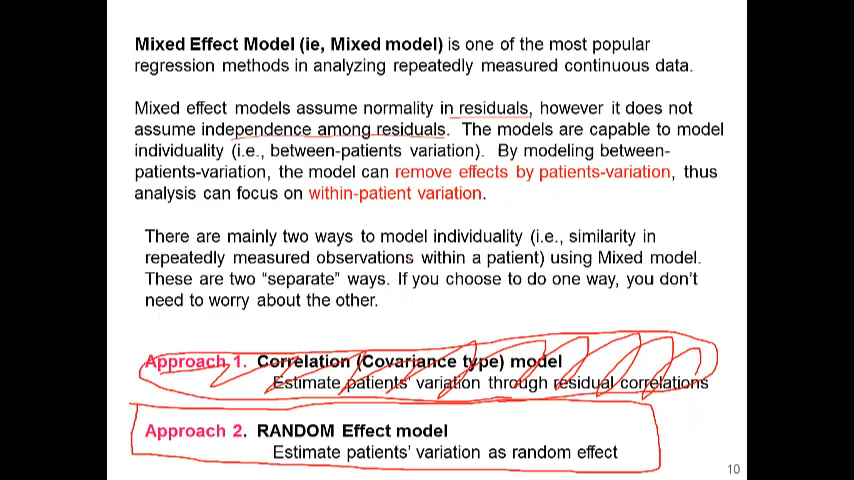 Mixed Effect Model (ie, Mixed model) is one of the most popular
regression methods in analyzing repeatedly measured continuous data.
Mixed effect models assume normality in residuals, however it does not
assume independence among residuals. The models are capable to model
individuality (i.e., between-patients variation). By modeling between-
patients-variation, the model can remove effects by patients-variation, thus
analysis can focus on within-patient variation.
There are mainly two ways to model individuality (i.e., similarity in
repeatedly measured observations within a patient) using Mixed model.
These are two “separate” ways. If you choose to do one way, you don’t
need to worry about the other.
Approach 1. Correlation (Covariance type) model
Estimate patients’ variation through residual correlations
Approach 2. RANDOM Effect model
Estimate patients’ variation as random effect
10